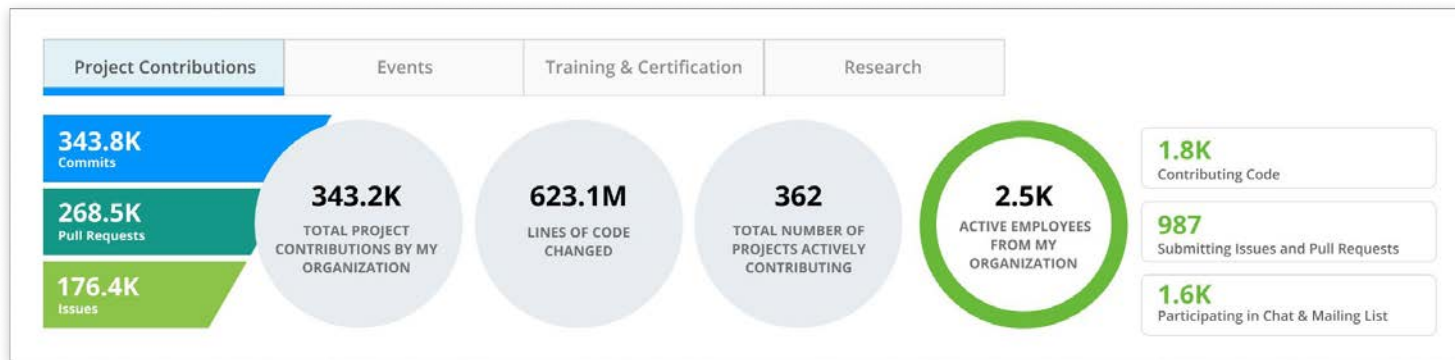 Project Contributions
Events
Training & Certification
Research
343.8K
Commits
268.5K
Pull Requests
176.4K
Issues
343.2K
TOTAL PROJECT
CONTRIBUTIONS BY MY
ORGANIZATION
623.1M
LINES OF CODE
CHANGED
362
TOTAL NUMBER OF
PROJECTS ACTIVELY
CONTRIBUTING
2.5K
ACTIVE EMPLOYEES
FROM MY
ORGANIZATION
1.8K
Contributing Code
987
Submitting Issues and Pull Requests
1.6K
Participating in Chat & Mailing List